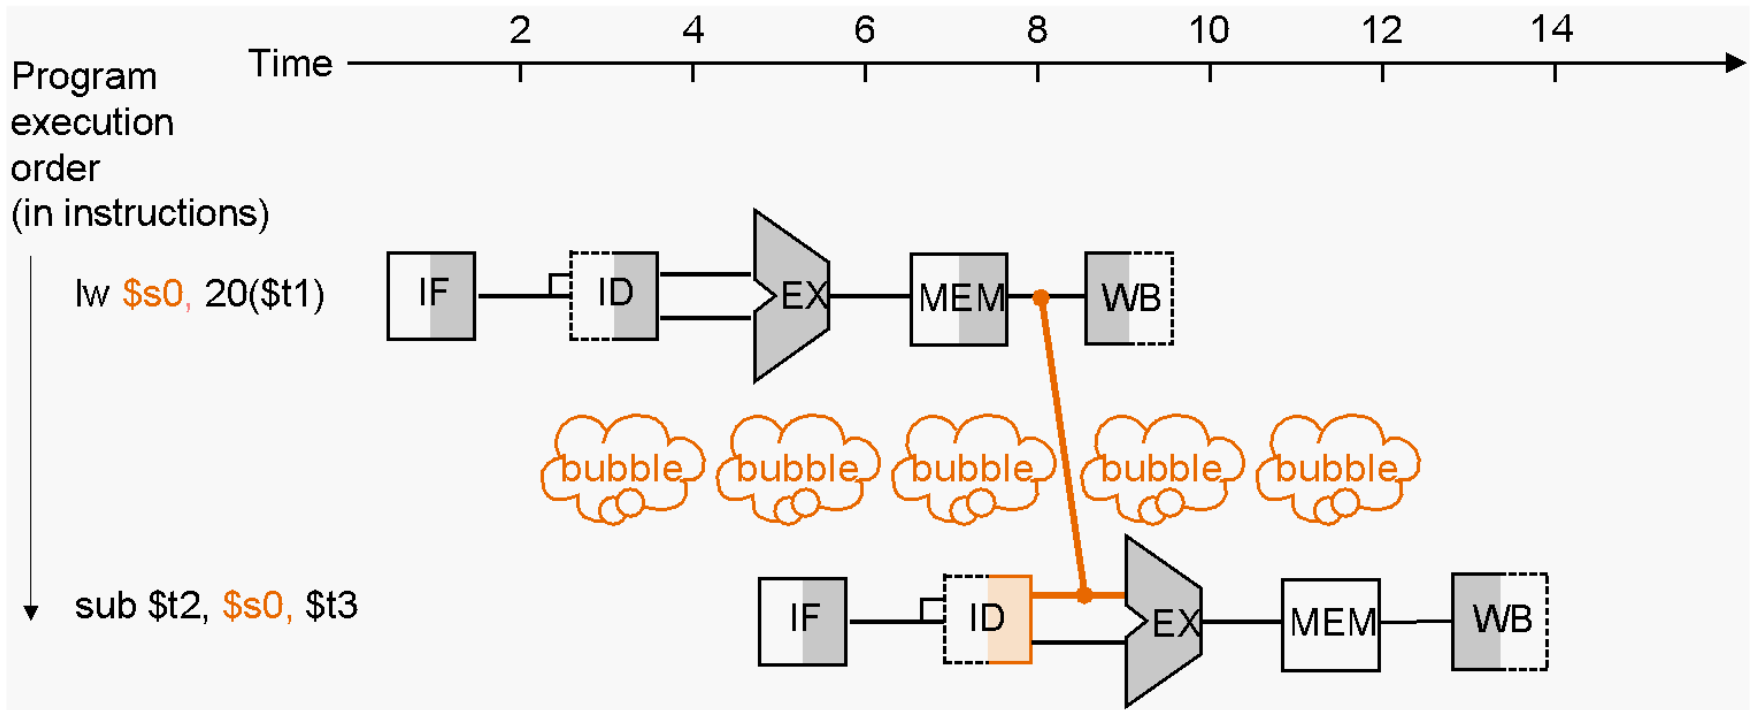 2 4 6 8 10 12 14
Time
Program
execution
order
(in instructions)
lw $s0, 20($t1)
IF ID EX MEM WB
bubble bubble bubble bubble bubble
sub $t2, $s0, $t3
IF ID EX MEM WB